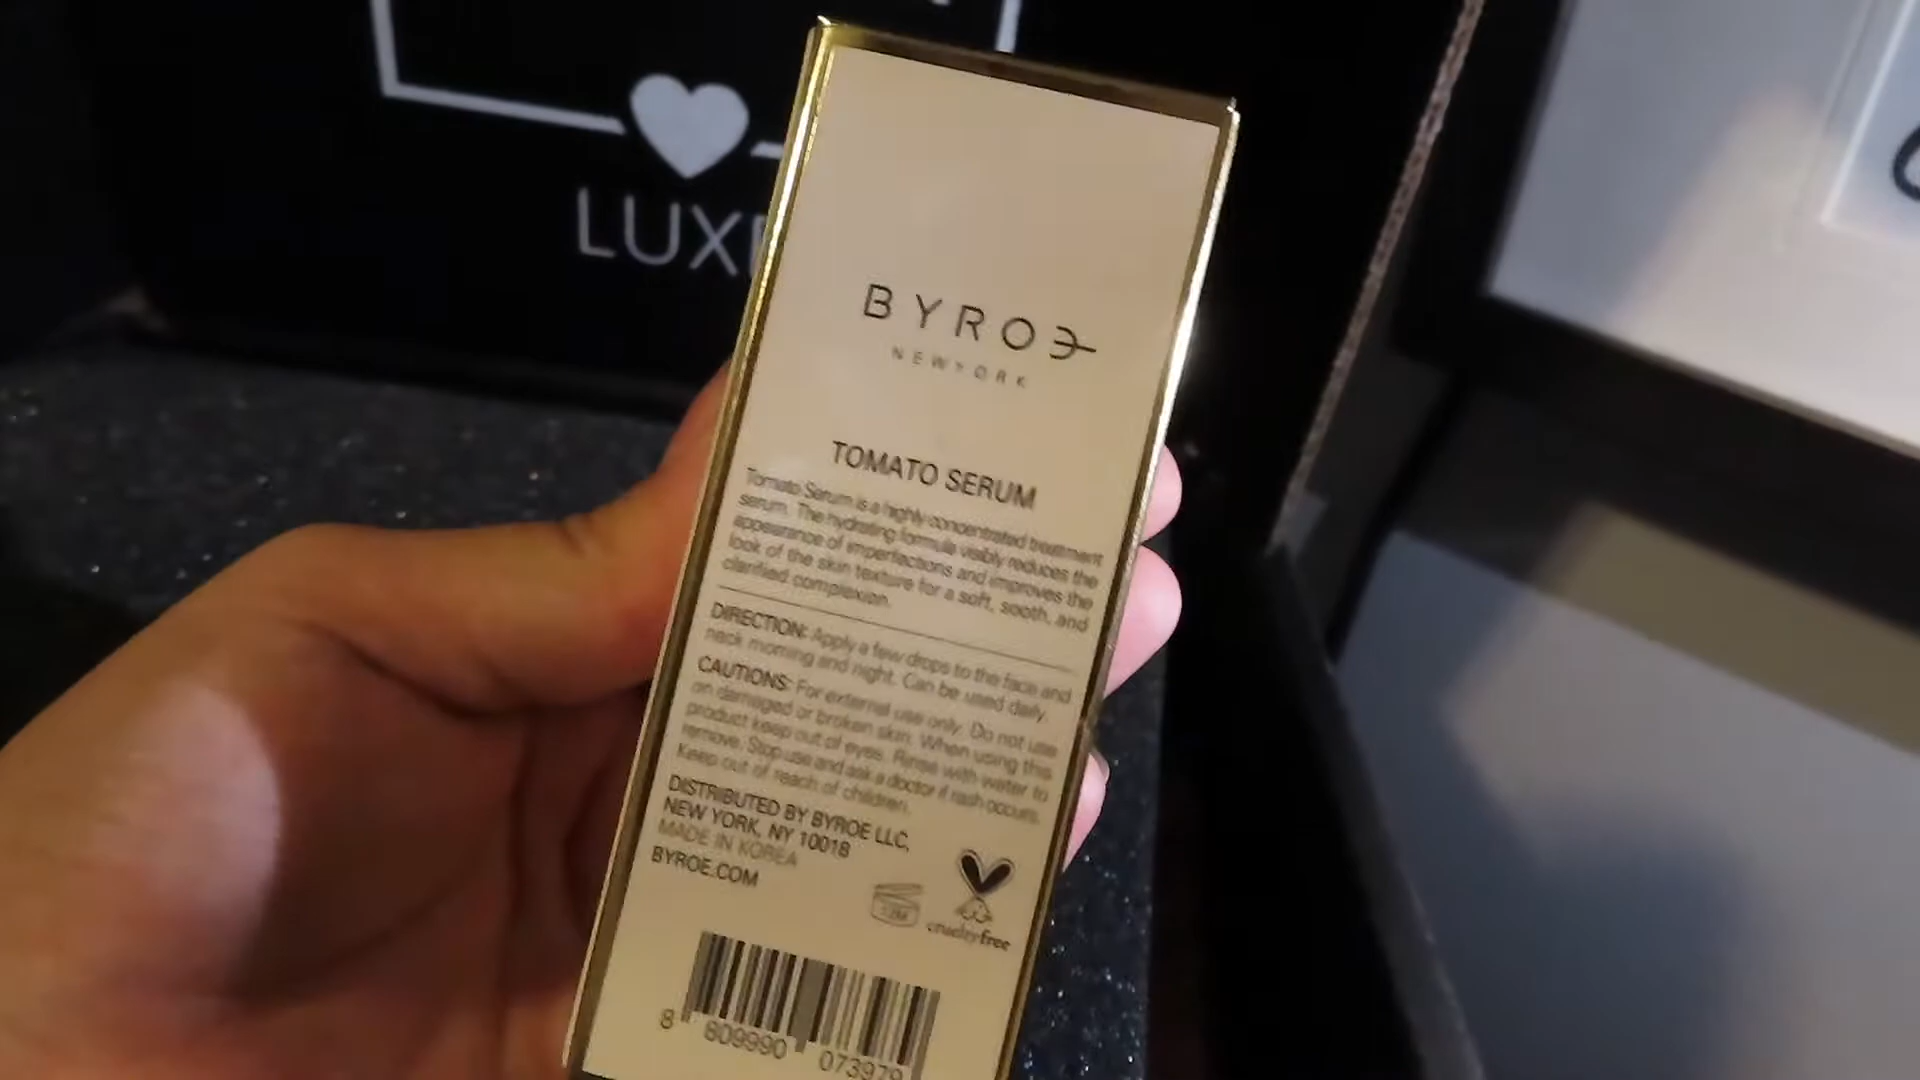 LUXE
BYROE
NEW YORK
TOMATO SERUM
Tomato Serum is a highly concentrated treatment
serum. The hydrating formula visibly reduces the
appearance of imperfections and improves the
look of the skin texture for a soft, sooth, and
clarified complexion.
DIRECTION: Apply a few drops to the face and
neck morning and night. Can be used daily.
CAUTIONS: For external use only. Do not use
on damaged or broken skin. When using this
product keep out of eyes. Rinse with water to
remove. Stop use and ask a doctor if rash occurs.
Keep out of reach of children.
DISTRIBUTED BY BYROE LLC,
NEW YORK, NY 10018
MADE IN KOREA
BYROE.COM
12M
crueltyfree
8 809990 073979